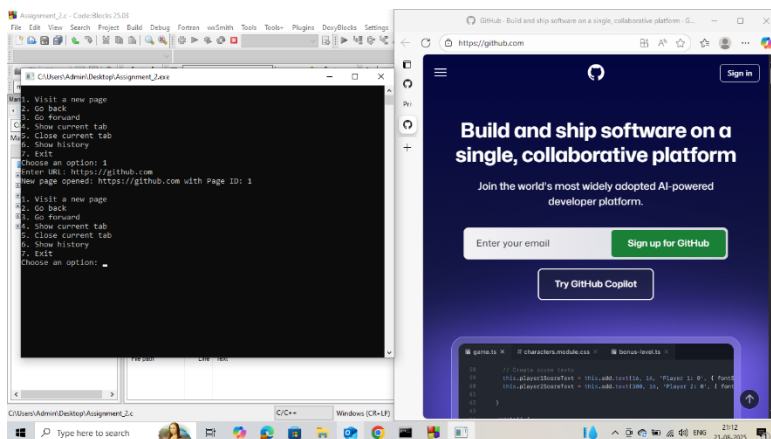 Assignment_2.c - Code::Blocks 25.03
File Edit View Search Project Build Debug Fortran wxSmith Tools Tools+ Plugins DoxyBlocks Settings
C:\Users\Admin\Desktop\Assignment_2.exe
1. Visit a new page
2. Go back
3. Go forward
4. Show current tab
5. Close current tab
6. Show history
7. Exit
Choose an option: 1
Enter URL: https://github.com
New page opened: https://github.com with Page ID: 1
1. Visit a new page
2. Go back
3. Go forward
4. Show current tab
5. Close current tab
6. Show history
7. Exit
Choose an option:
File path Line Text
C:\Users\Admin\Desktop\Assignment_2.c C/C++ Windows (CR+LF)
GitHub · Build and ship software on a single, collaborative platform - G...
https://github.com
Sign in
Build and ship software on a
single, collaborative platform
Join the world's most widely adopted AI-powered
developer platform.
Enter your email Sign up for GitHub
Try GitHub Copilot
game.ts characters.module.css bonus-level.ts
// Create score texts
this.player1ScoreText = this.add.text(16, 16, 'Player 1: 0', { fontS
this.player2ScoreText = this.add.text(100, 16, 'Player 2: 0', { font
}
Type here to search
ENG
21:12
21-08-2025